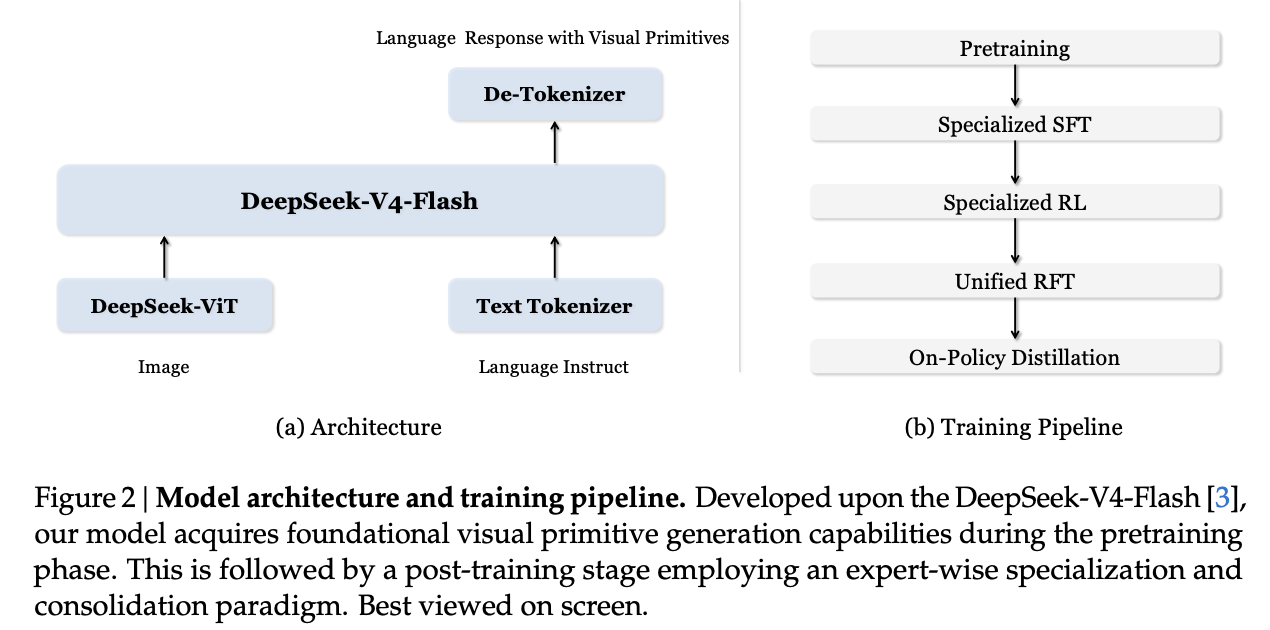 Language Response with Visual Primitives
De-Tokenizer
DeepSeek-V4-Flash
DeepSeek-ViT
Text Tokenizer
Image
Language Instruct
(a) Architecture
Pretraining
Specialized SFT
Specialized RL
Unified RFT
On-Policy Distillation
(b) Training Pipeline
Figure 2 | Model architecture and training pipeline. Developed upon the DeepSeek-V4-Flash [3],
our model acquires foundational visual primitive generation capabilities during the pretraining
phase. This is followed by a post-training stage employing an expert-wise specialization and
consolidation paradigm. Best viewed on screen.